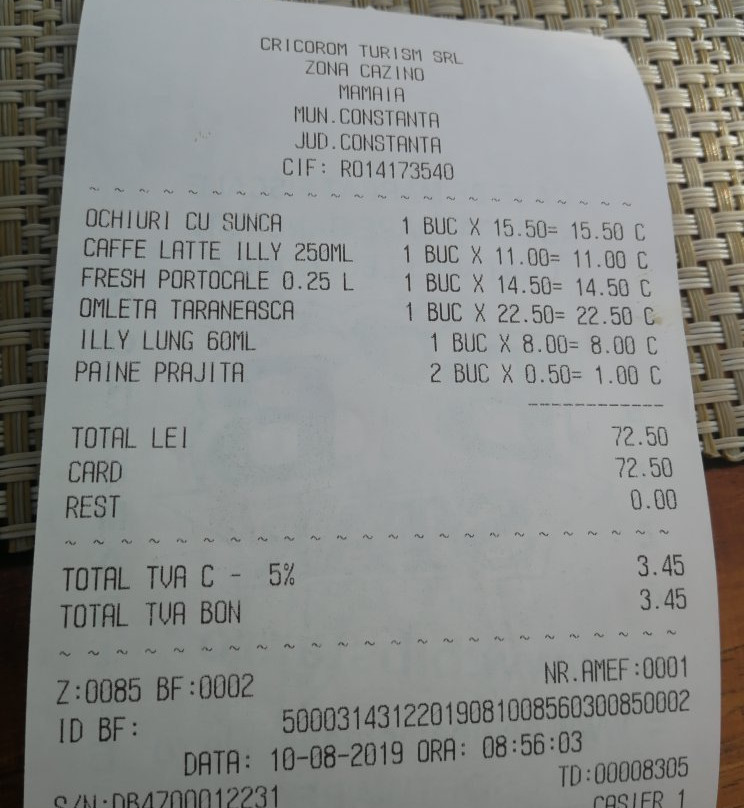 CRICOROM TURISM SRL
ZONA CAZINO
MAMAIA
MUN.CONSTANTA
JUD.CONSTANTA
CIF: RO14173540
~ ~ ~ ~ ~ ~ ~ ~ ~ ~ ~ ~ ~ ~ ~ ~ ~ ~ ~ ~ ~ ~ ~
OCHIURI CU SUNCA 1 BUC X 15.50= 15.50 C
CAFFE LATTE ILLY 250ML 1 BUC X 11.00= 11.00 C
FRESH PORTOCALE 0.25 L 1 BUC X 14.50= 14.50 C
OMLETA TARANEASCA 1 BUC X 22.50= 22.50 C
ILLY LUNG 60ML 1 BUC X 8.00= 8.00 C
PAINE PRAJITA 2 BUC X 0.50= 1.00 C
------------
TOTAL LEI 72.50
CARD 72.50
REST 0.00
~ ~ ~ ~ ~ ~ ~ ~ ~ ~ ~ ~ ~ ~ ~ ~ ~ ~ ~ ~ ~ ~ ~
TOTAL TVA C - 5% 3.45
TOTAL TVA BON 3.45
~ ~ ~ ~ ~ ~ ~ ~ ~ ~ ~ ~ ~ ~ ~ ~ ~ ~ ~ ~ ~ ~ ~
Z:0085 BF:0002 NR.AMEF:0001
ID BF: 50003143122019081008560300850002
DATA: 10-08-2019 ORA: 08:56:03
TD:00008305
S/N:DB4700012231
CASIER 1